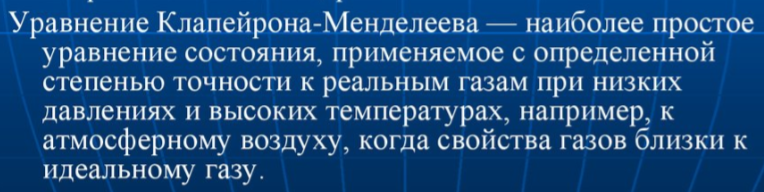 Уравнение Клапейрона-Менделеева — наиболее простое
уравнение состояния, применяемое с определенной
степенью точности к реальным газам при низких
давлениях и высоких температурах, например, к
атмосферному воздуху, когда свойства газов близки к
идеальному газу.